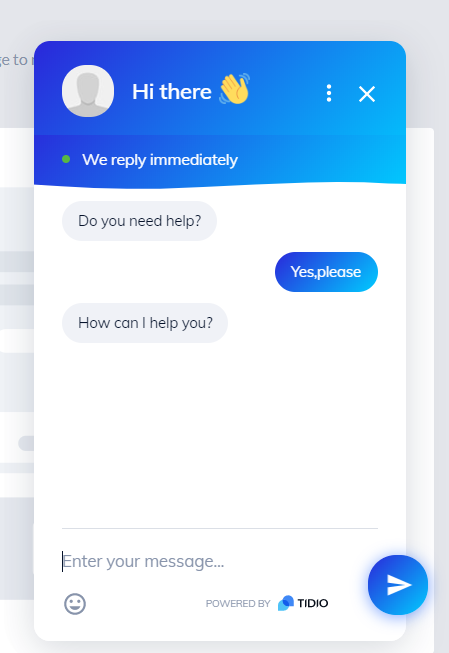 ge to
Hi there 👋
We reply immediately
Do you need help?
Yes,please
How can I help you?
Enter your message...
POWERED BY TIDIO